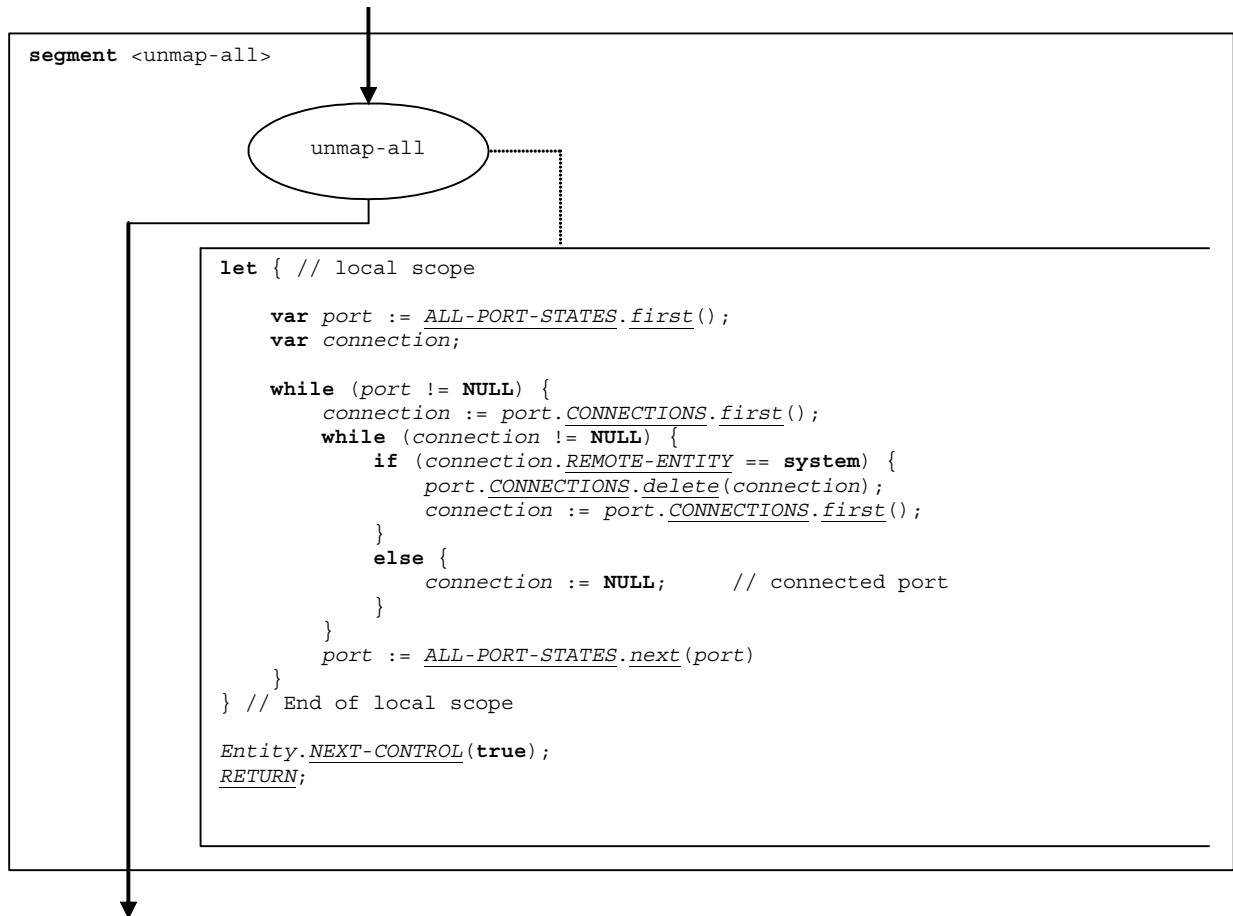 segment <unmap-all>
unmap-all
let { // local scope
var port := ALL-PORT-STATES.first();
var connection;
while (port != NULL) {
connection := port.CONNECTIONS.first();
while (connection != NULL) {
if (connection.REMOTE-ENTITY == system) {
port.CONNECTIONS.delete(connection);
connection := port.CONNECTIONS.first();
}
else {
connection := NULL; // connected port
}
}
port := ALL-PORT-STATES.next(port)
}
} // End of local scope
Entity.NEXT-CONTROL(true);
RETURN;